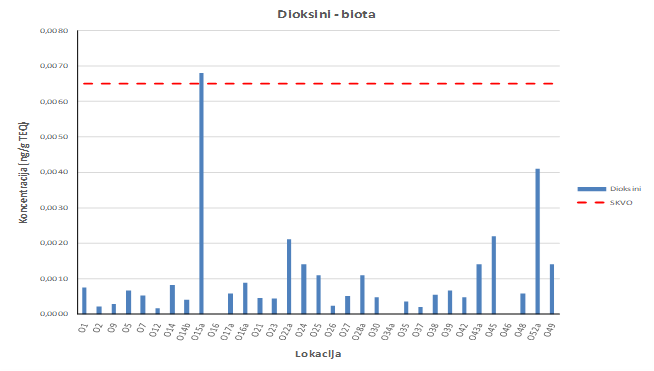 Dioksini - biota
0,0080
0,0070
0,0060
0,0050
0,0040
0,0030
0,0020
0,0010
0,0000
Koncentracija (ng/g TEQ)
O1 O2 O9 O5 O7 O12 O14 O14b O15a O16 O17a O16a O21 O23 O22a O24 O25 O26 O27 O28a O30 O34a O35 O37 O38 O39 O42 O43a O45 O46 O48 O52a O49
Lokacija
Dioksini
SKVO